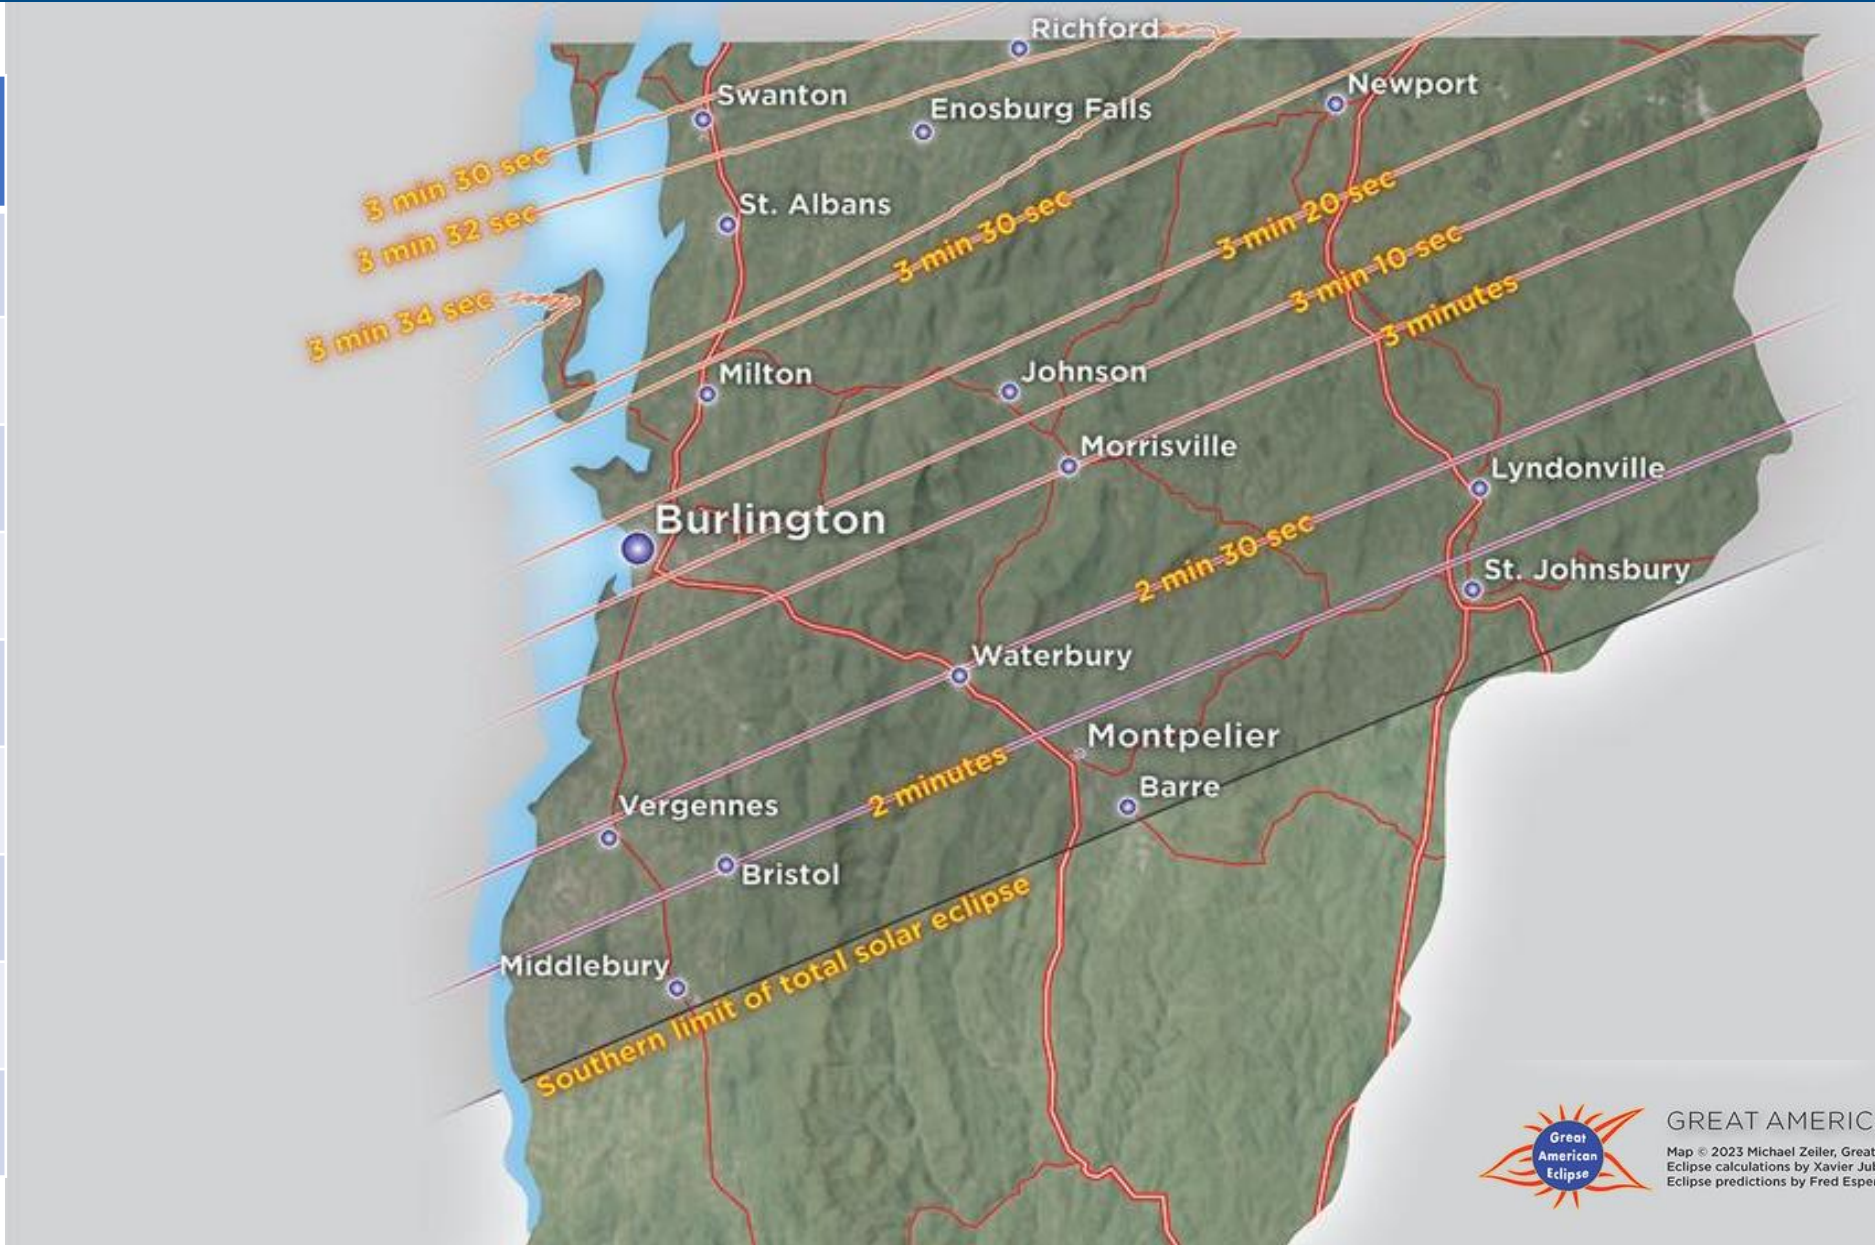 Richford
Swanton
Newport
Enosburg Falls
3 min 30 sec
3 min 32 sec
St. Albans
3 min 30 sec
3 min 20 sec
3 min 10 sec
3 min 34 sec
3 minutes
Milton
Johnson
Morrisville
Lyndonville
Burlington
2 min 30 sec
St. Johnsbury
Waterbury
Montpelier
2 minutes
Barre
Vergennes
Bristol
Southern limit of total solar eclipse
Middlebury
Great
American
Eclipse
GREAT AMERIC
Map © 2023 Michael Zeiler, Great
Eclipse calculations by Xavier Jub
Eclipse predictions by Fred Espen